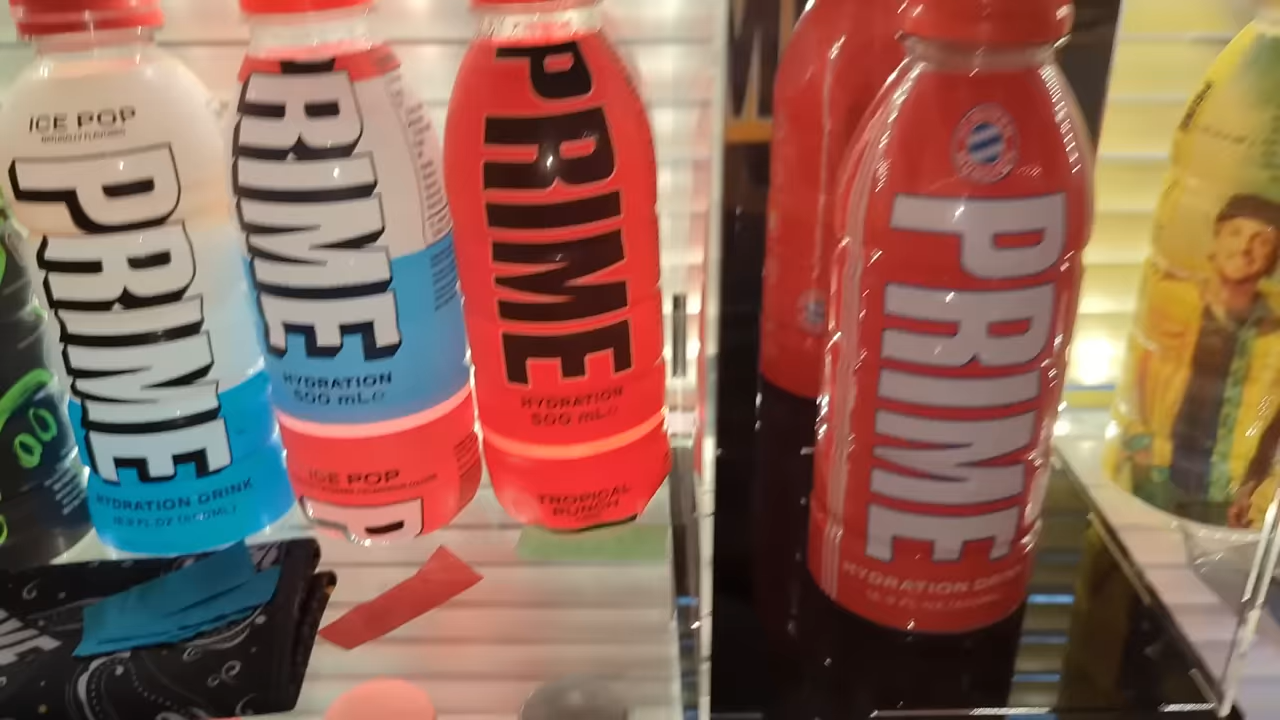 ICE POP
PRIME
HYDRATION DRINK
PRIME
HYDRATION
500 mL℮
ICE POP
P
PRIME
HYDRATION
500 mL℮
TROPICAL
PUNCH
PRIME
HYDRATION DRINK